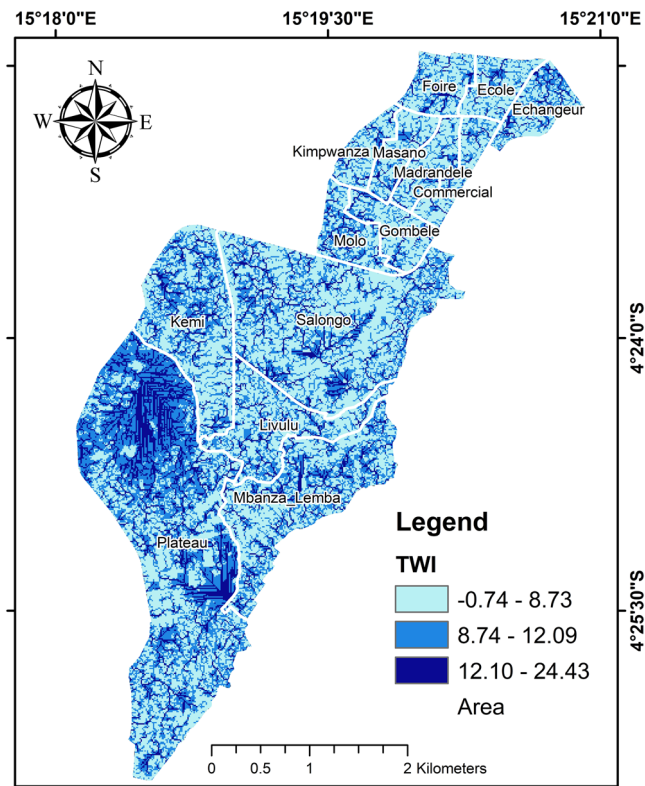 15°18'0"E 15°19'30"E 15°21'0"E
N
W E
S
Foire Ecole
Echangeur
Kimpwanza Masano
Madrandele
Commercial
Gombele
Molo
Kemi Salongo
4°24'0"S
Livulu
Mbanza_Lemba
Plateau
4°25'30"S
Legend
TWI
-0.74 - 8.73
8.74 - 12.09
12.10 - 24.43
Area
0 0.5 1 2 Kilometers